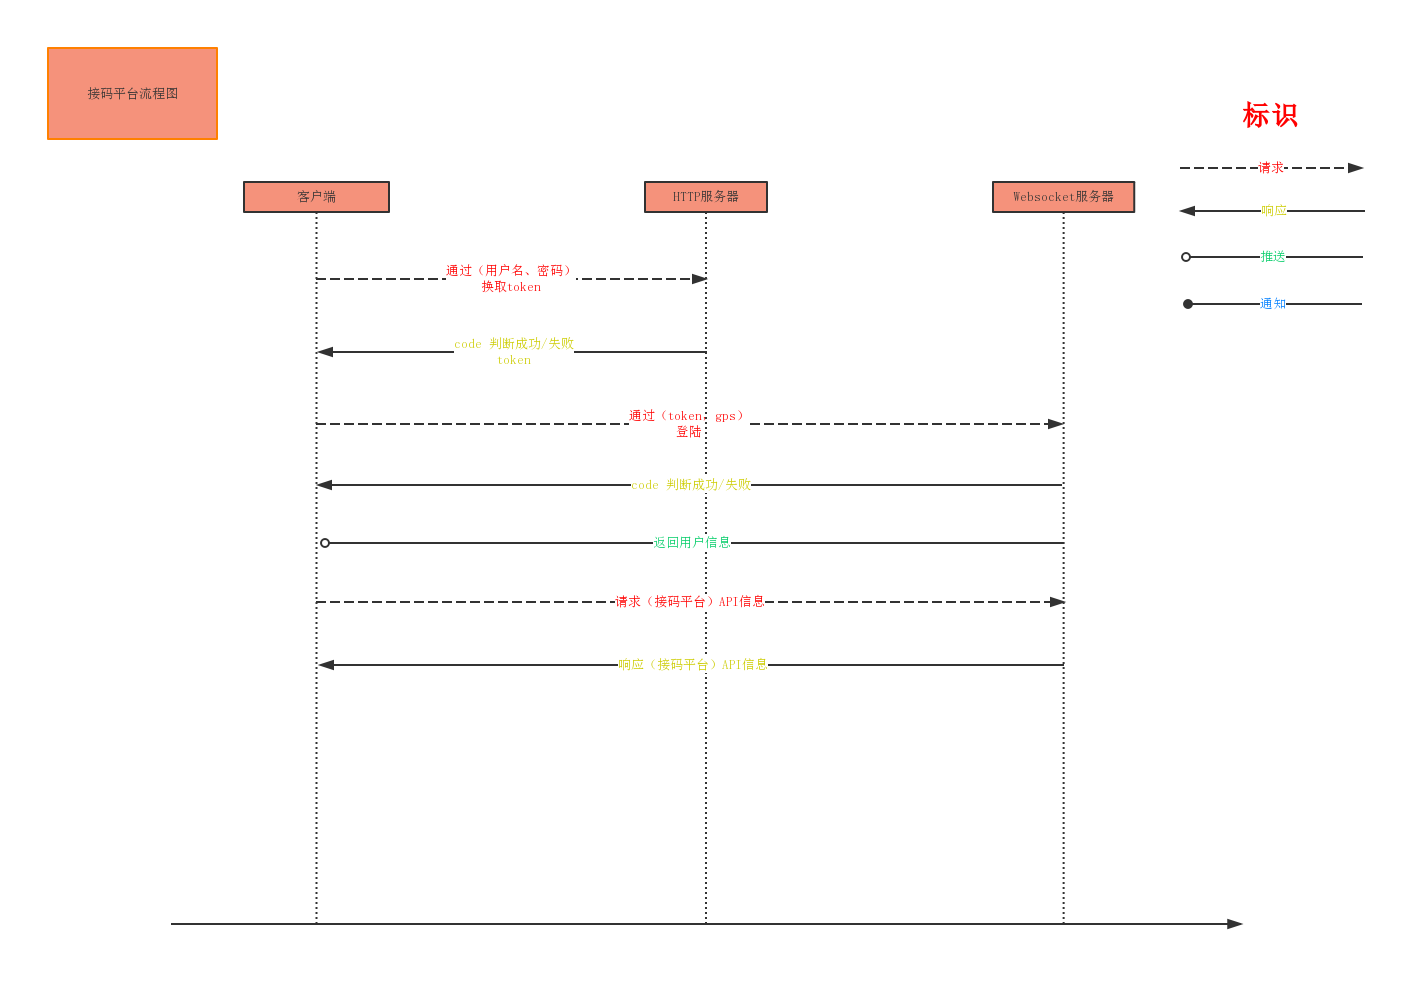 接码平台流程图
标识
请求
响应
推送
通知
客户端
HTTP服务器
Websocket服务器
通过（用户名、密码）
换取token
code 判断成功/失败
token
通过（token、gps）
登陆
code 判断成功/失败
返回用户信息
请求（接码平台）API信息
响应（接码平台）API信息